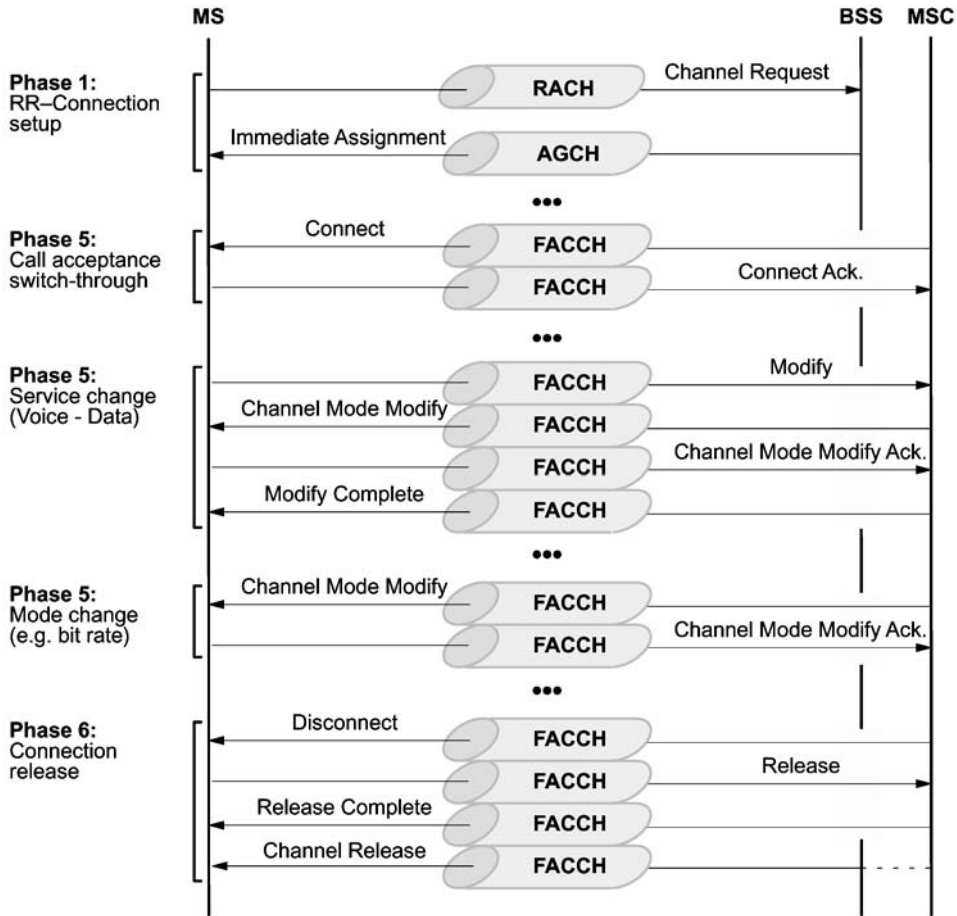 MS
BSS
MSC
Phase 1:
RR–Connection
setup
RACH
Channel Request
Immediate Assignment
AGCH
•••
Phase 5:
Call acceptance
switch-through
Connect
FACCH
FACCH
Connect Ack.
•••
Phase 5:
Service change
(Voice - Data)
FACCH
Modify
Channel Mode Modify
FACCH
FACCH
Channel Mode Modify Ack.
Modify Complete
FACCH
•••
Phase 5:
Mode change
(e.g. bit rate)
Channel Mode Modify
FACCH
FACCH
Channel Mode Modify Ack.
•••
Phase 6:
Connection
release
Disconnect
FACCH
FACCH
Release
Release Complete
FACCH
Channel Release
FACCH